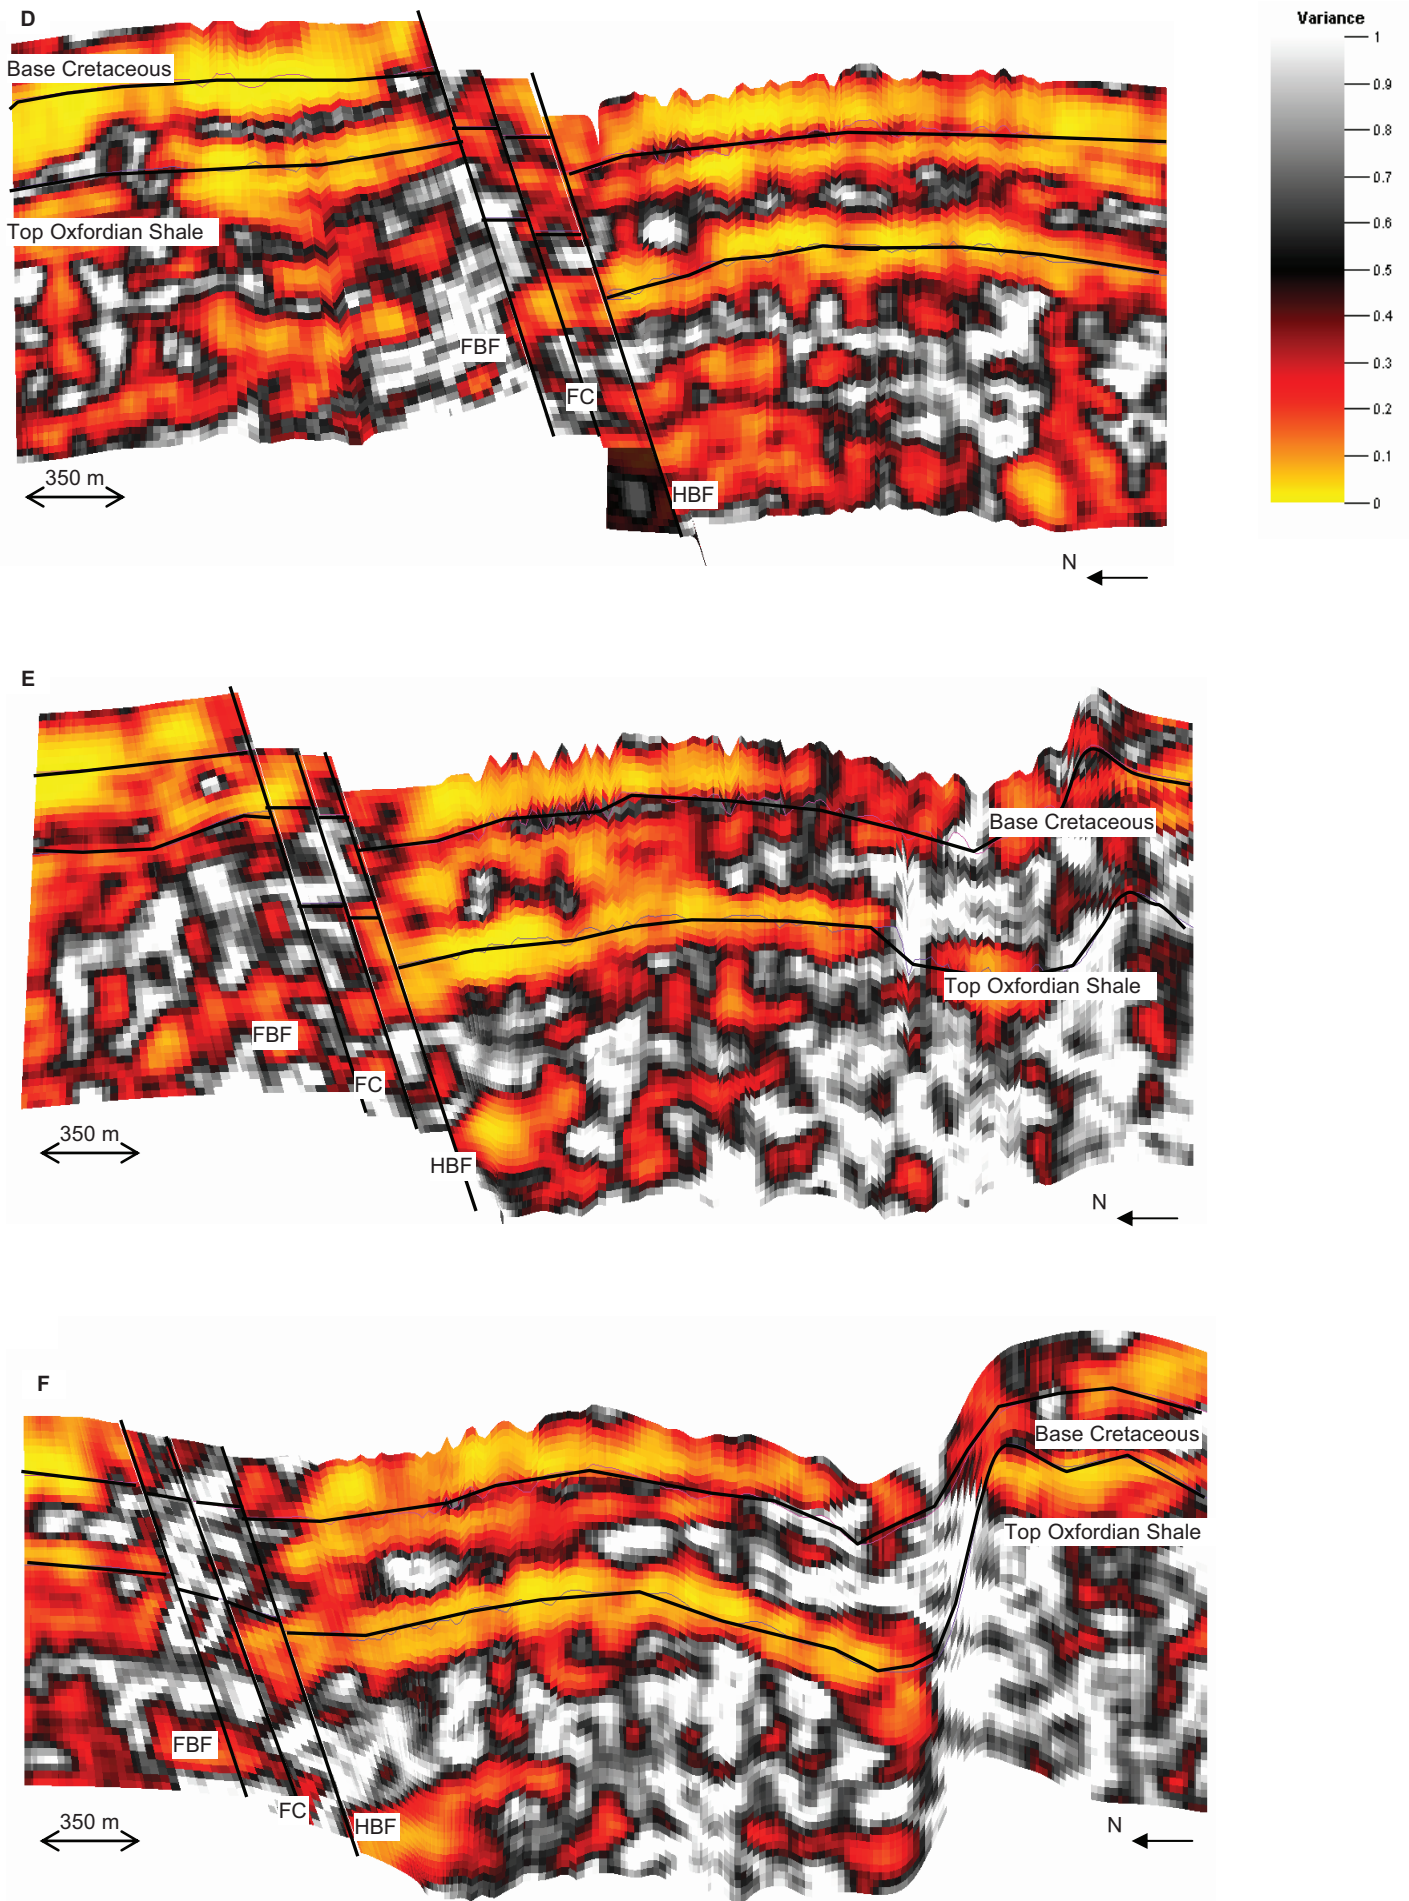 D
Base Cretaceous
Top Oxfordian Shale
FBF
FC
HBF
350 m
N
Variance
1
0.9
0.8
0.7
0.6
0.5
0.4
0.3
0.2
0.1
0
E
Base Cretaceous
Top Oxfordian Shale
FBF
FC
HBF
350 m
N
F
Base Cretaceous
Top Oxfordian Shale
FBF
FC
HBF
350 m
N